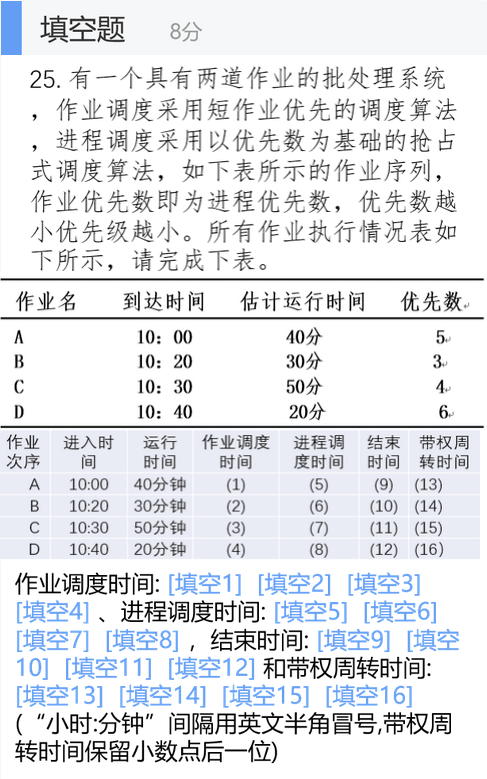 填空题 8分
25. 有一个具有两道作业的批处理系统
，作业调度采用短作业优先的调度算法
，进程调度采用以优先数为基础的抢占
式调度算法，如下表所示的作业序列，
作业优先数即为进程优先数，优先数越
小优先级越小。所有作业执行情况表如
下所示，请完成下表。
作业名 到达时间 估计运行时间 优先数
A 10：00 40分 5
B 10：20 30分 3
C 10：30 50分 4
D 10：40 20分 6
作业 进入时 运行 作业调度 进程调 结束 带权周
次序 间 时间 时间 度时间 时间 转时间
A 10:00 40分钟 (1) (5) (9) (13)
B 10:20 30分钟 (2) (6) (10) (14)
C 10:30 50分钟 (3) (7) (11) (15)
D 10:40 20分钟 (4) (8) (12) (16）
作业调度时间: [填空1] [填空2] [填空3]
[填空4] 、进程调度时间: [填空5] [填空6]
[填空7] [填空8] ，结束时间: [填空9] [填空
10] [填空11] [填空12] 和带权周转时间:
[填空13] [填空14] [填空15] [填空16]
(“小时:分钟”间隔用英文半角冒号,带权周
转时间保留小数点后一位)